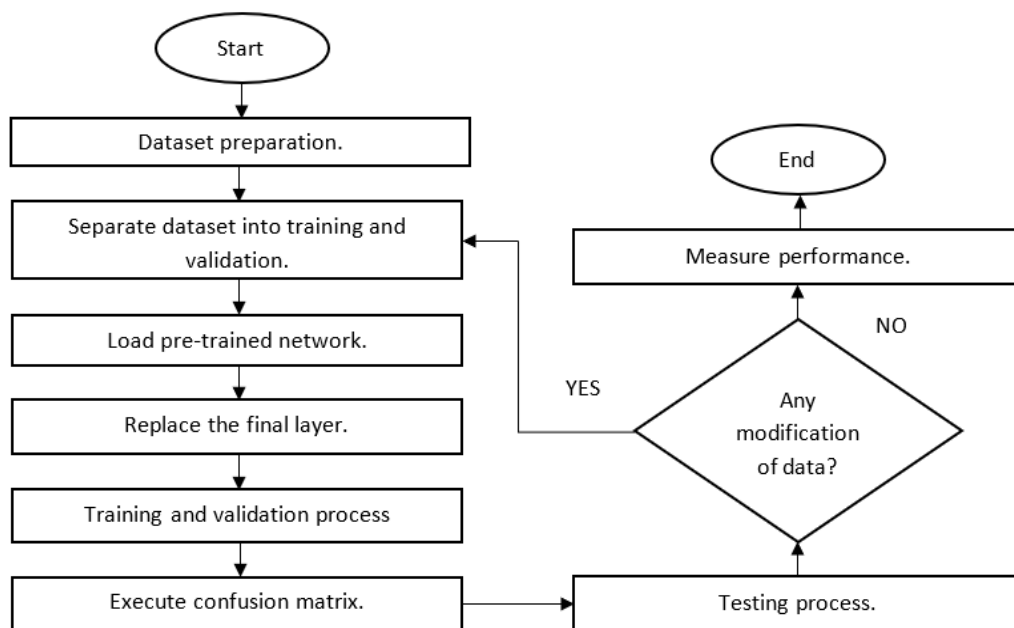 Start
Dataset preparation.
Separate dataset into training and
validation.
Load pre-trained network.
Replace the final layer.
Training and validation process
Execute confusion matrix.
Testing process.
Any
modification
of data?
YES
NO
Measure performance.
End